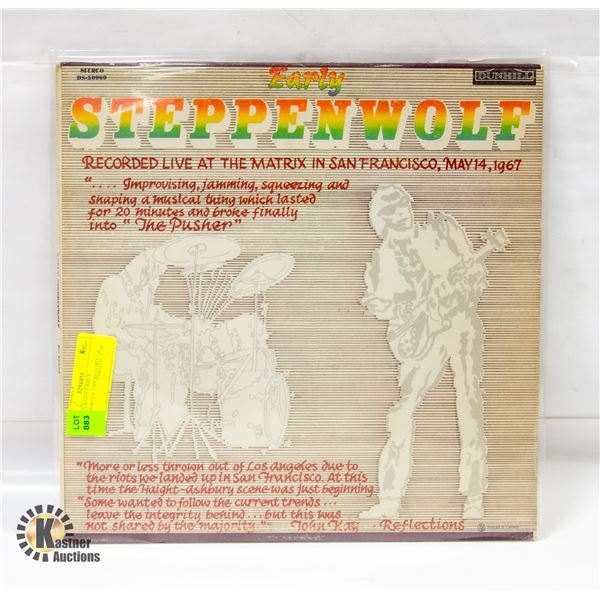 STEREO
DS-50060
DUNHILL
Early
STEPPENWOLF
RECORDED LIVE AT THE MATRIX IN SAN FRANCISCO, MAY 14, 1967
".... Improvising, jamming, squeezing and
shaping a musical thing which lasted
for 20 minutes and broke finally
into "The Pusher"
LOT
883
"More or less thrown out of Los Angeles due to
the riots we landed up in San Francisco. At this
time the Haight-Ashbury scene was just beginning.
"Some wanted to follow the current trends...
leave the integrity behind... but this was
not shared by the majority."
John Kay . Reflections
Kastner
Auctions